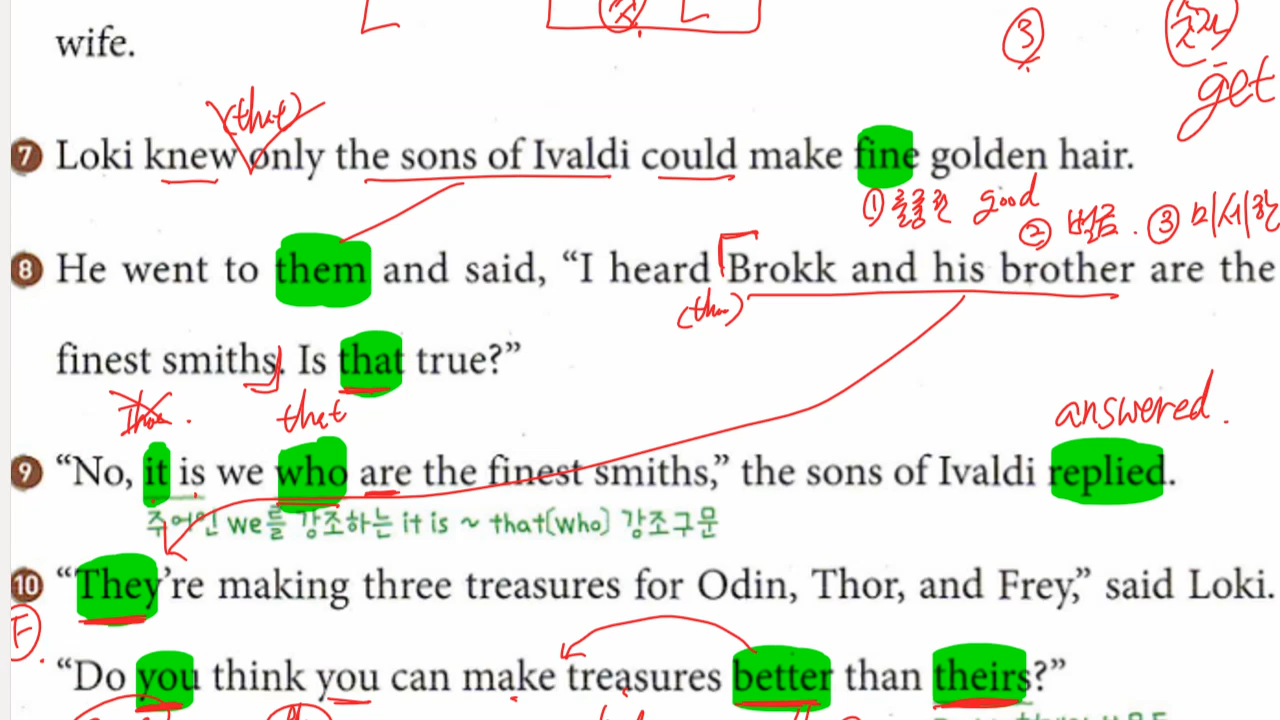 wife.
③
get
(that)
7 Loki knew only the sons of Ivaldi could make fine golden hair.
① 훌륭한 good ② 벌금. ③ 미세한
8 He went to them and said, “I heard Brokk and his brother are the
finest smiths. Is that true?”
that
answered.
9 “No, it is we who are the finest smiths,” the sons of Ivaldi replied.
주어인 we를 강조하는 it is ~ that(who) 강조구문
10 “They’re making three treasures for Odin, Thor, and Frey,” said Loki.
F
“Do you think you can make treasures better than theirs?”